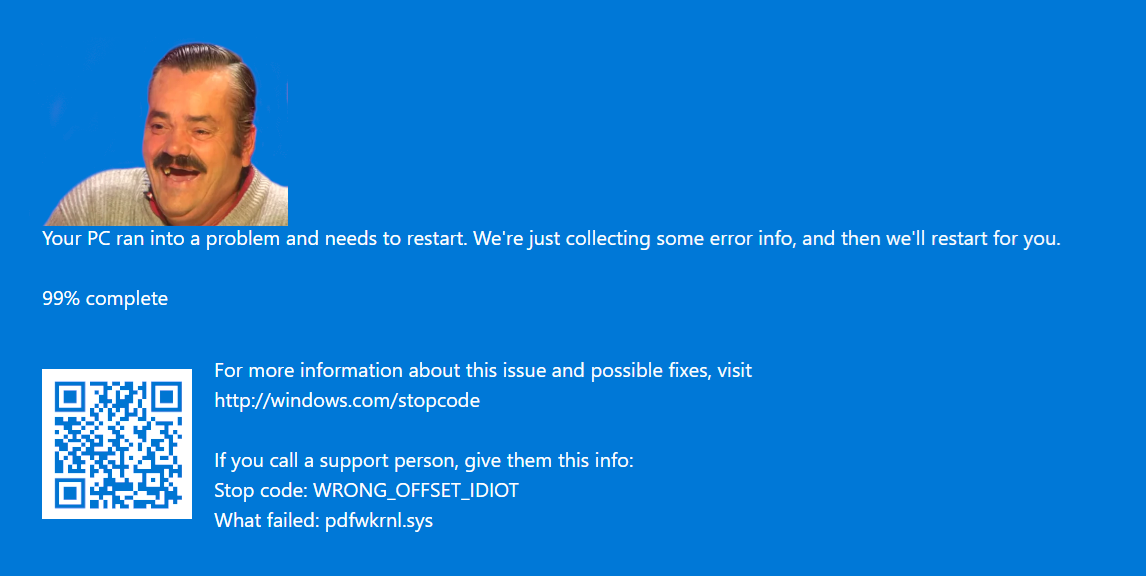 Your PC ran into a problem and needs to restart. We're just collecting some error info, and then we'll restart for you.
99% complete
For more information about this issue and possible fixes, visit
http://windows.com/stopcode
If you call a support person, give them this info:
Stop code: WRONG_OFFSET_IDIOT
What failed: pdfwkrnl.sys